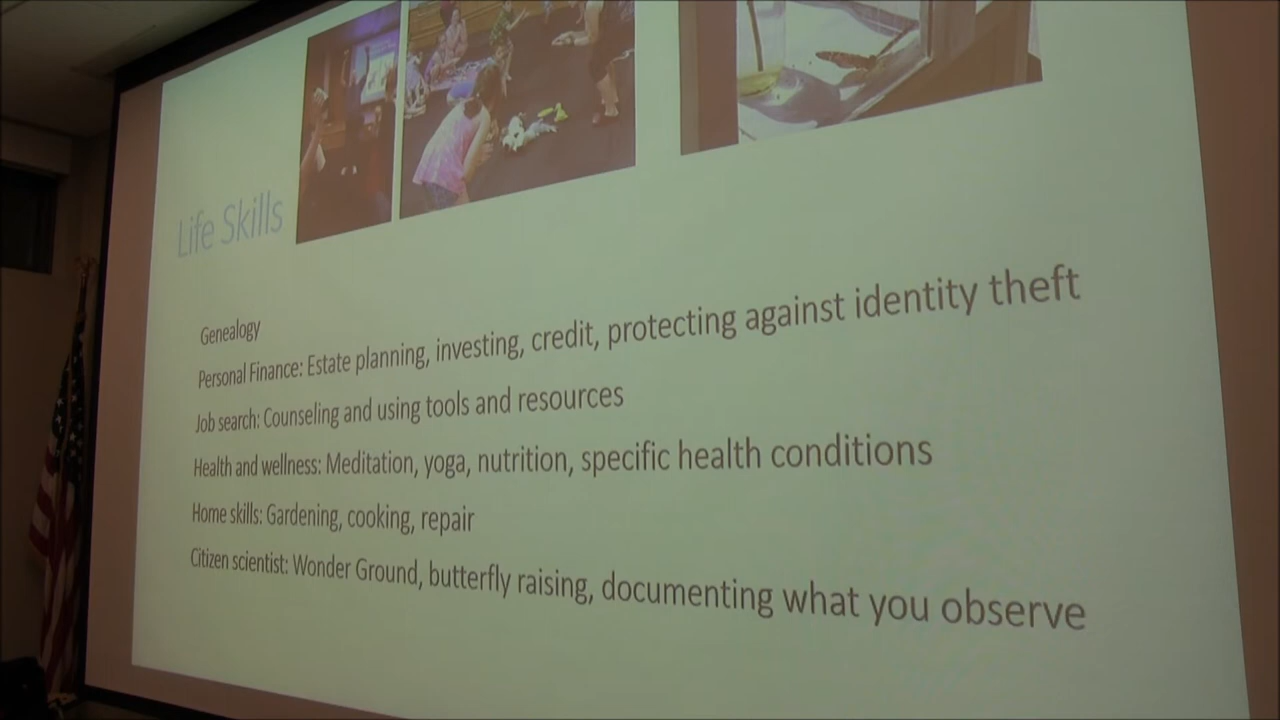 Life Skills
Genealogy
Personal Finance: Estate planning, investing, credit, protecting against identity theft
Job search: Counseling and using tools and resources
Health and wellness: Meditation, yoga, nutrition, specific health conditions
Home skills: Gardening, cooking, repair
Citizen scientist: Wonder Ground, butterfly raising, documenting what you observe